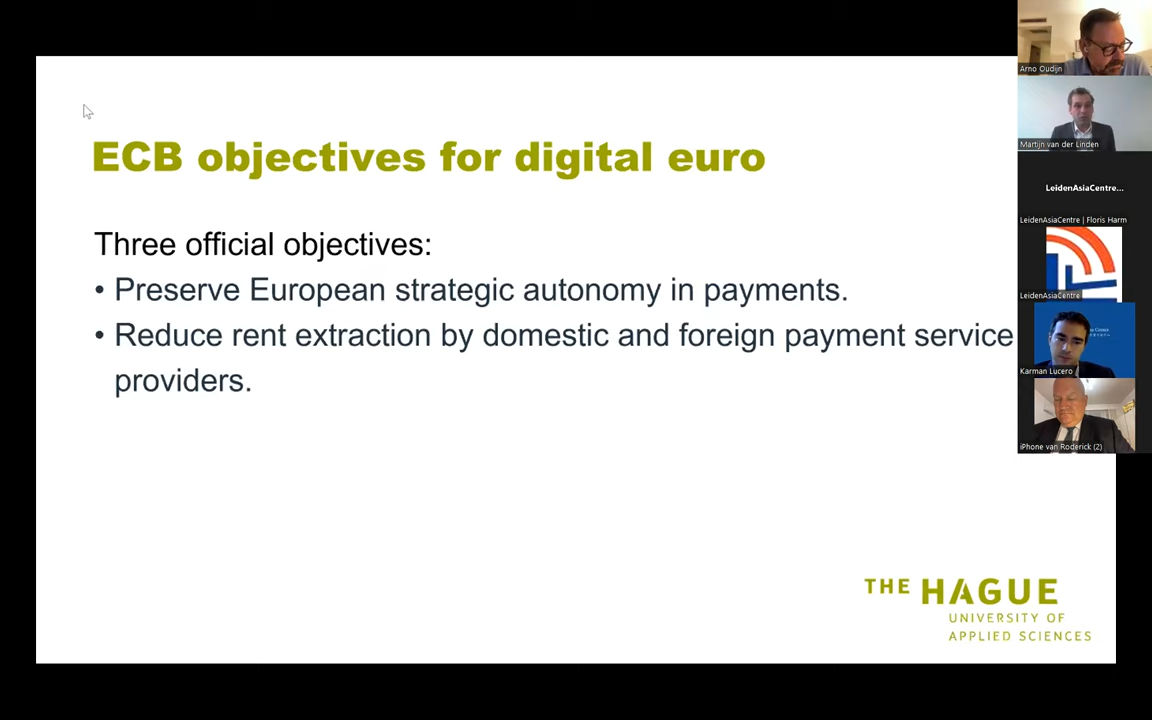 ECB objectives for digital euro
Three official objectives:
• Preserve European strategic autonomy in payments.
• Reduce rent extraction by domestic and foreign payment service
providers.
THE HAGUE
UNIVERSITY OF
APPLIED SCIENCES
Arno Oudijn
Martijn van der Linden
LeidenAsiaCentre...
LeidenAsiaCentre | Floris Harm
LeidenAsiaCentre
Karman Lucero
iPhone van Roderick (2)